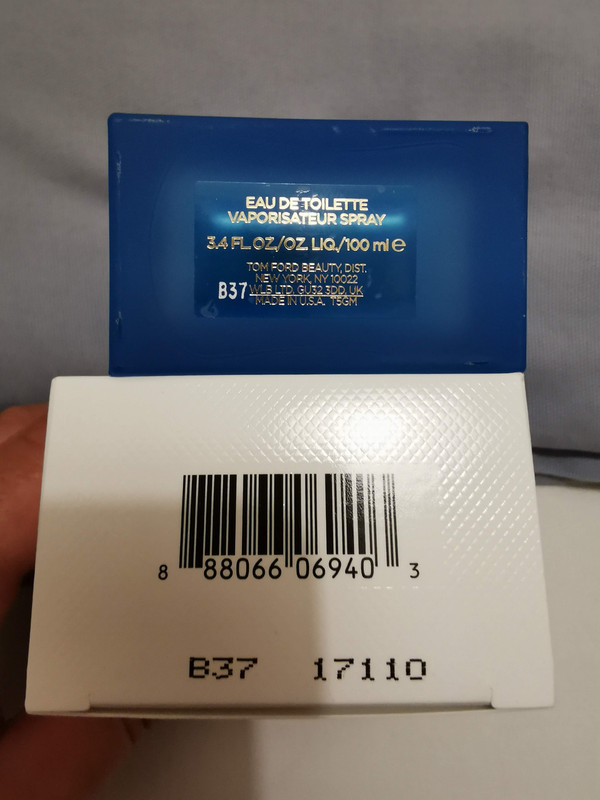 EAU DE TOILETTE
VAPORISATEUR SPRAY
3.4 FL. OZ./OZ. LIQ./100 ml ℮
TOM FORD BEAUTY, DIST.
NEW YORK, NY 10022
B37 WLB LTD. GU32 3DD, UK
MADE IN U.S.A. T5GM
8 88066 06940 3
B37 17110